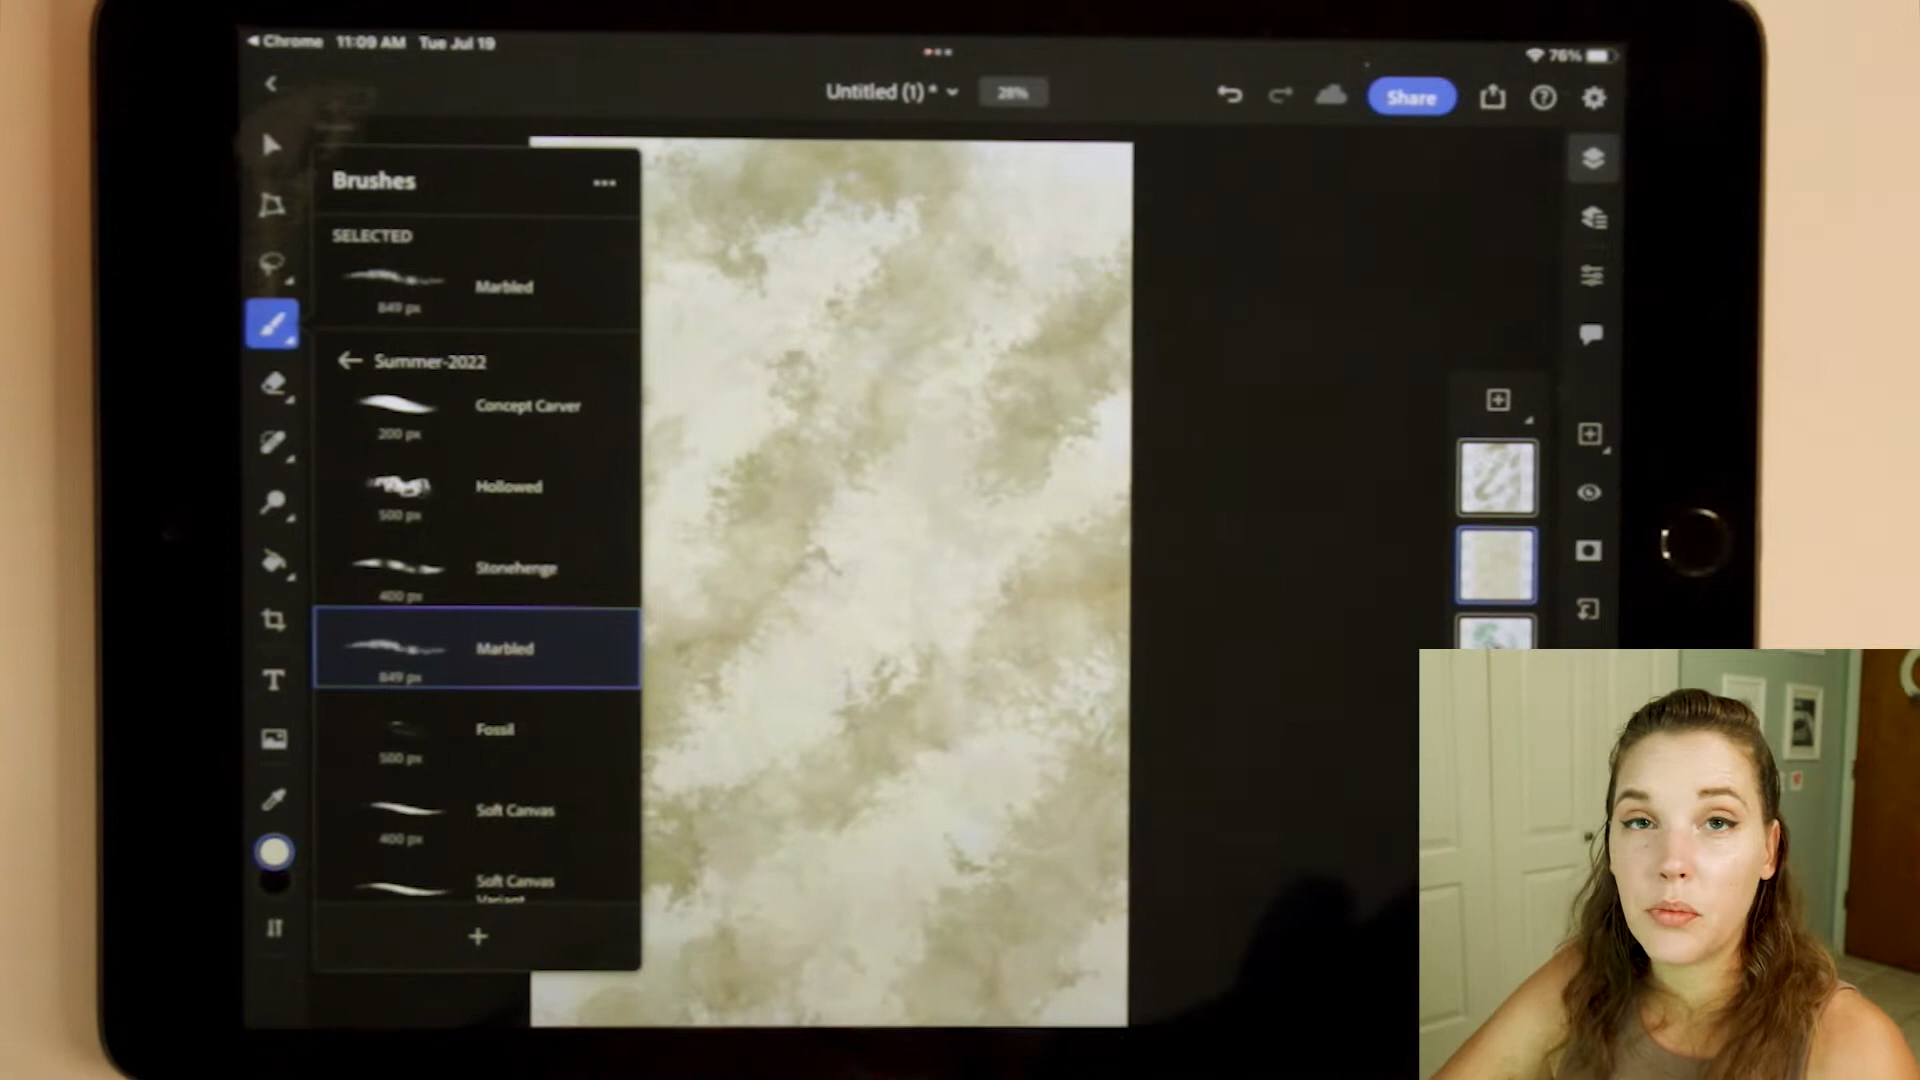 Chrome 11:09 AM Tue Jul 19
76%
Untitled (1) *
28%
Share
Brushes
SELECTED
Marbled
849 px
Summer-2022
Concept Carver
200 px
Hollowed
500 px
Stonehenge
400 px
Marbled
849 px
Fossil
500 px
Soft Canvas
400 px
Soft Canvas
Variant
T